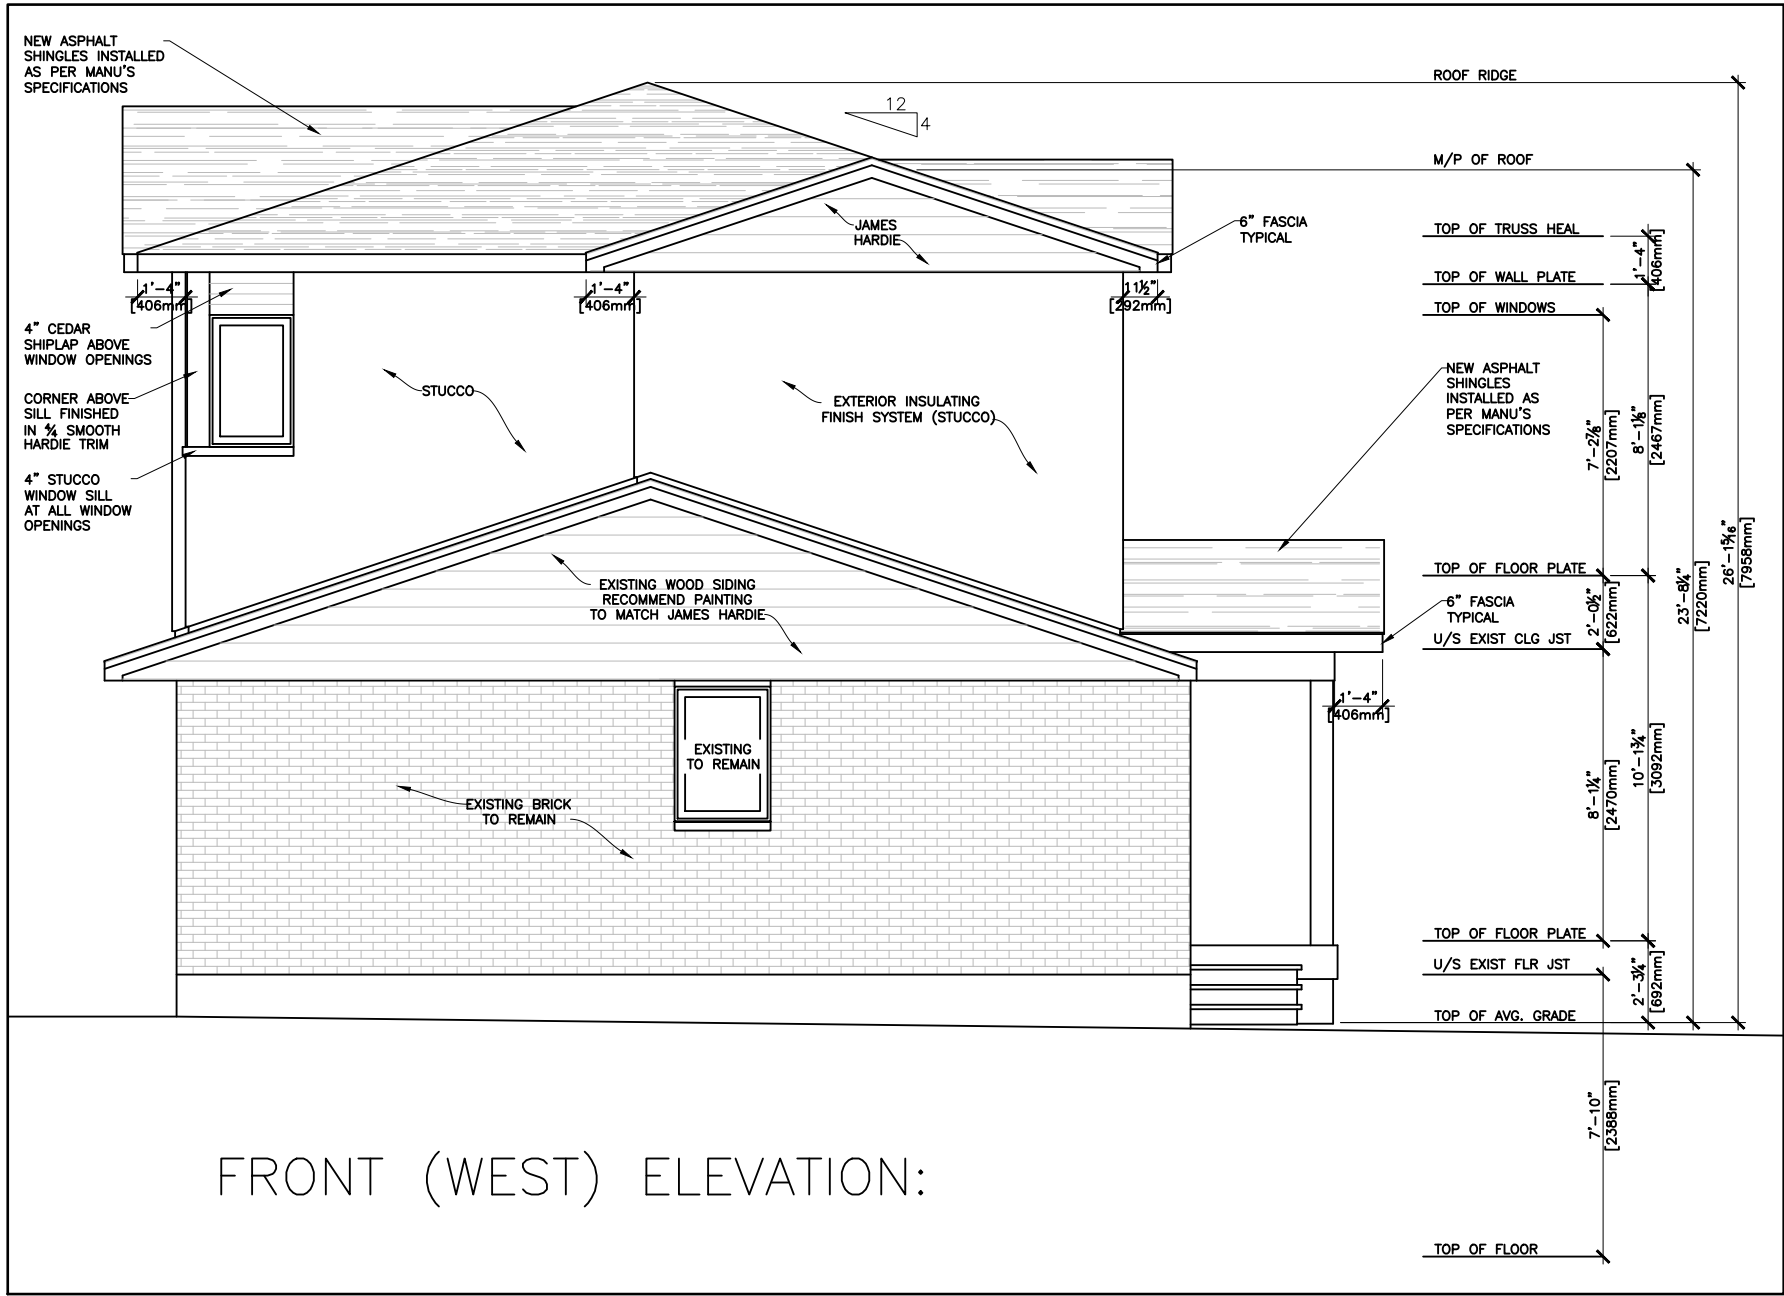 NEW ASPHALT
SHINGLES INSTALLED
AS PER MANU'S
SPECIFICATIONS
12
4
ROOF RIDGE
M/P OF ROOF
JAMES
HARDIE
6" FASCIA
TYPICAL
TOP OF TRUSS HEAL
1'-4"
[406mm]
TOP OF WALL PLATE
TOP OF WINDOWS
1'-4"
[406mm]
1'-4"
[406mm]
11½"
[292mm]
4" CEDAR
SHIPLAP ABOVE
WINDOW OPENINGS
CORNER ABOVE
SILL FINISHED
IN 5/4 SMOOTH
HARDIE TRIM
4" STUCCO
WINDOW SILL
AT ALL WINDOW
OPENINGS
STUCCO
EXTERIOR INSULATING
FINISH SYSTEM (STUCCO)
NEW ASPHALT
SHINGLES
INSTALLED AS
PER MANU'S
SPECIFICATIONS
7'-2⅞"
[2207mm]
8'-1⅛"
[2467mm]
26'-1 5/16"
[7958mm]
23'-8¼"
[7220mm]
TOP OF FLOOR PLATE
2'-0½"
[622mm]
6" FASCIA
TYPICAL
U/S EXIST CLG JST
EXISTING WOOD SIDING
RECOMMEND PAINTING
TO MATCH JAMES HARDIE
1'-4"
[406mm]
EXISTING
TO REMAIN
EXISTING BRICK
TO REMAIN
8'-1¼"
[2470mm]
10'-1¾"
[3092mm]
TOP OF FLOOR PLATE
U/S EXIST FLR JST
2'-3¼"
[692mm]
TOP OF AVG. GRADE
7'-10"
[2388mm]
FRONT (WEST) ELEVATION:
TOP OF FLOOR